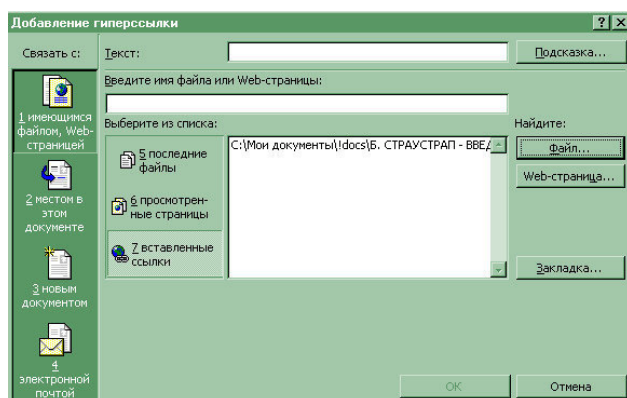 Добавление гиперссылки
Связать с:
Текст:
Подсказка...
Введите имя файла или Web-страницы:
1 имеющимся
файлом, Web-
страницей
Выберите из списка:
Найдите:
5 последние
файлы
C:\Мои документы\!docs\Б. СТРАУСТРАП - ВВЕД
Файл...
Web-страница...
2 местом в
этом
документе
6 просмотрен-
ные страницы
7 вставленные
ссылки
Закладка...
3 новым
документом
4
электронной
почтой
OK
Отмена